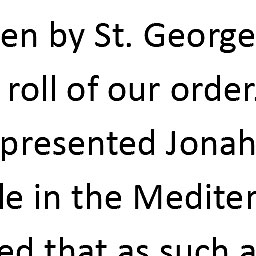 en by St. George
roll of our order.
presented Jonah
le in the Mediter
ed that as such a